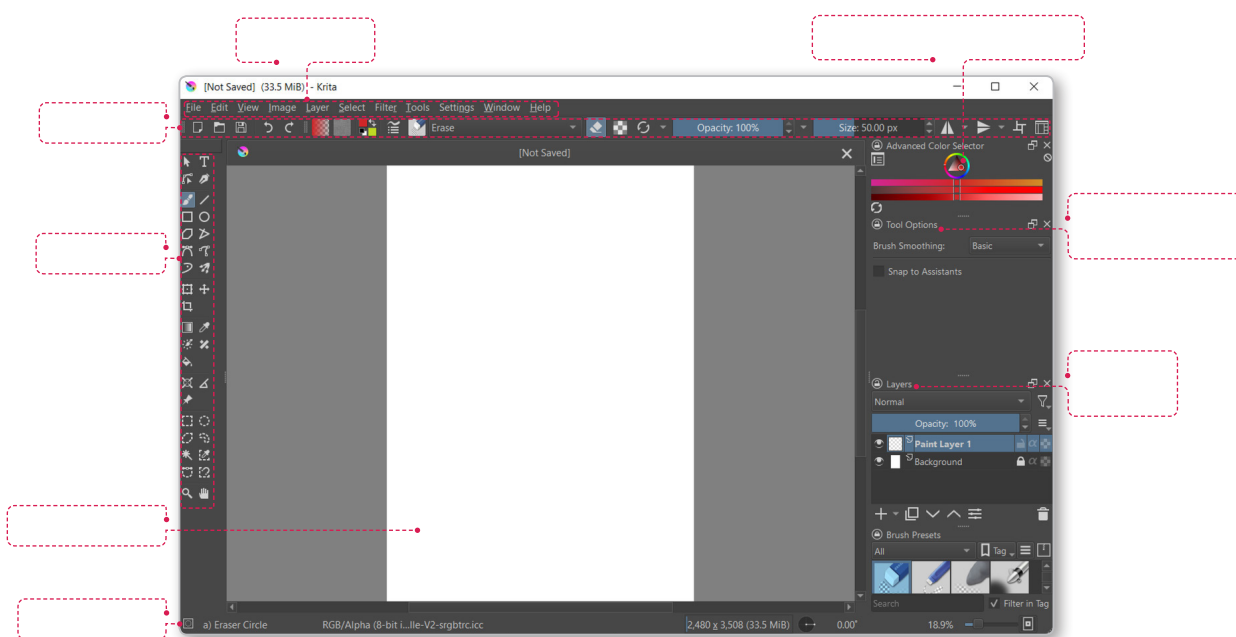 [Not Saved] (33.5 MiB) - Krita
File Edit View Image Layer Select Filter Tools Settings Window Help
Erase Opacity: 100% Size: 50.00 px
[Not Saved]
Advanced Color Selector
Tool Options
Brush Smoothing: Basic
Snap to Assistants
Layers
Normal
Opacity: 100%
Paint Layer 1
Background
Brush Presets
All Tag
Search Filter in Tag
a) Eraser Circle RGB/Alpha (8-bit i...lle-V2-srgbtrc.icc 2,480 x 3,508 (33.5 MiB) 0.00° 18.9%